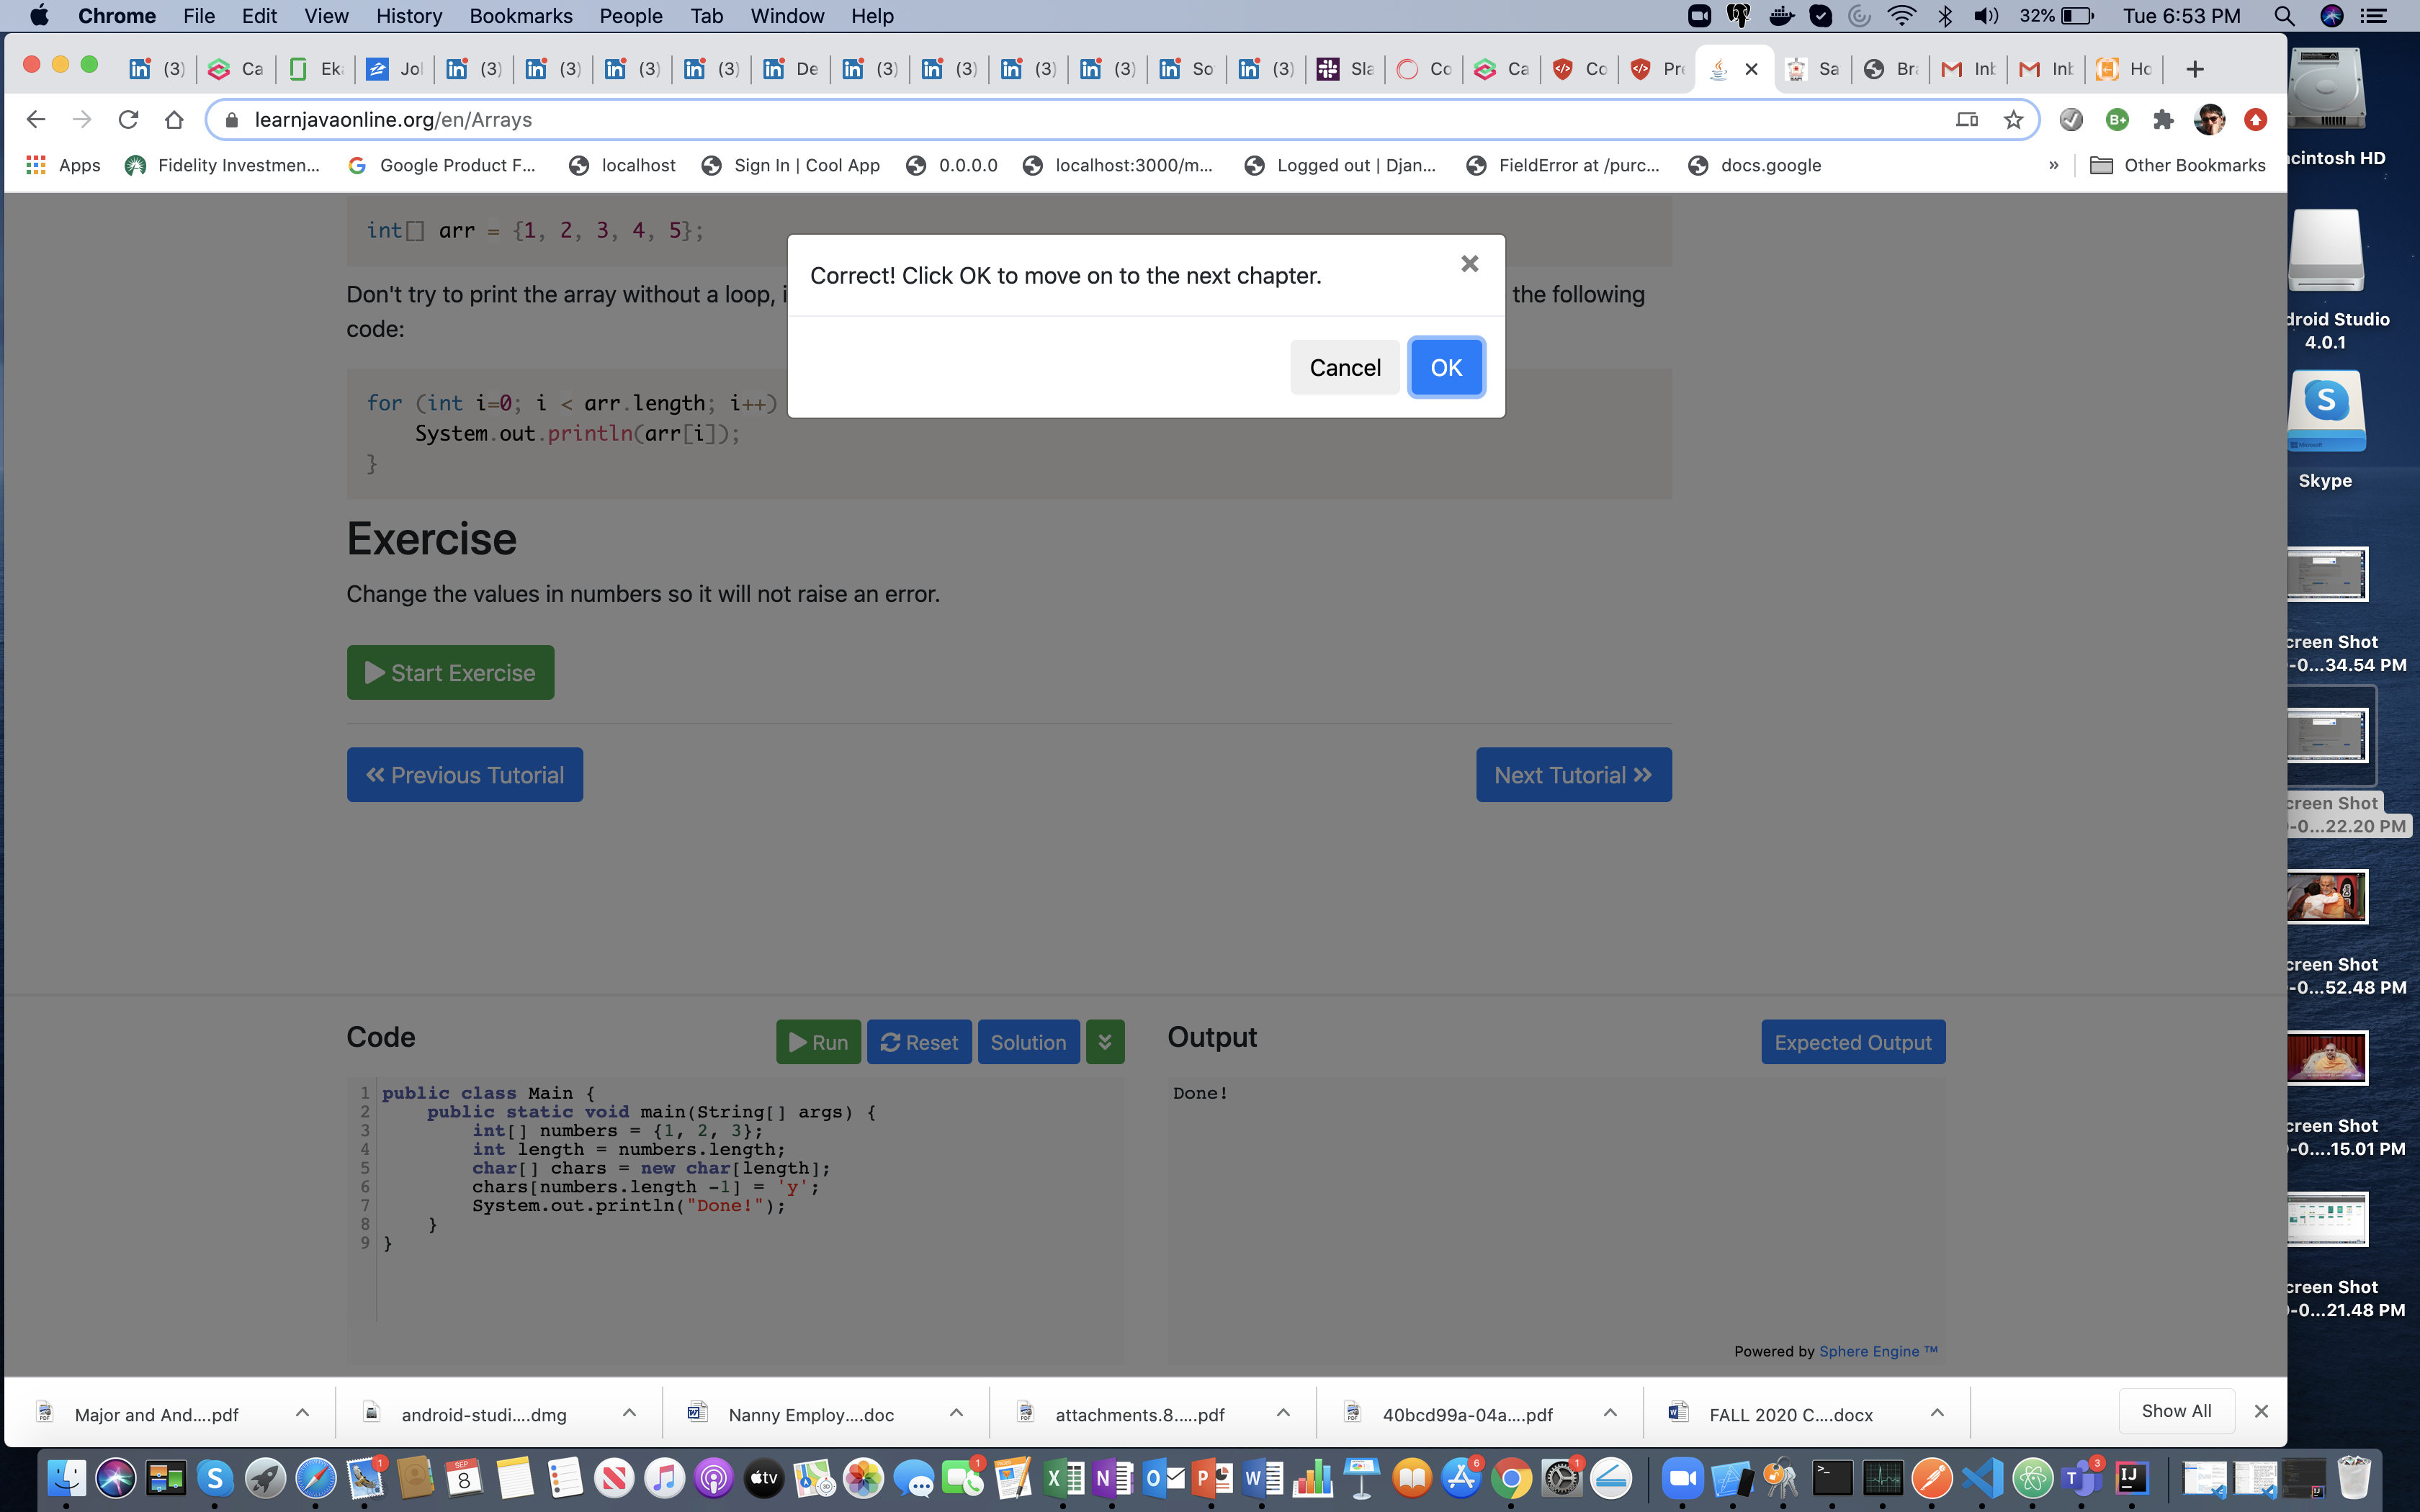 Chrome File Edit View History Bookmarks People Tab Window Help 32% Tue 6:53 PM
(3) Ca Ek Jo (3) (3) (3) (3) De (3) (3) (3) (3) So (3) Sla Co Ca Co Pre Sa Br Inb Inb Ho
learnjavaonline.org/en/Arrays
Apps Fidelity Investmen... Google Product F... localhost Sign In | Cool App 0.0.0.0 localhost:3000/m... Logged out | Djan... FieldError at /purc... docs.google » Other Bookmarks
int[] arr = {1, 2, 3, 4, 5};
Correct! Click OK to move on to the next chapter.
Cancel OK
Don't try to print the array without a loop, i the following
code:
for (int i=0; i < arr.length; i++)
System.out.println(arr[i]);
}
Exercise
Change the values in numbers so it will not raise an error.
Start Exercise
Previous Tutorial Next Tutorial
Code Run Reset Solution
1 public class Main {
2 public static void main(String[] args) {
3 int[] numbers = {1, 2, 3};
4 int length = numbers.length;
5 char[] chars = new char[length];
6 chars[numbers.length -1] = 'y';
7 System.out.println("Done!");
8 }
9 }
Output Expected Output
Done!
Powered by Sphere Engine ™
Major and And....pdf android-studi....dmg Nanny Employ....doc attachments.8.....pdf 40bcd99a-04a....pdf FALL 2020 C....docx Show All
cintosh HD
droid Studio
4.0.1
Skype
creen Shot
-0...34.54 PM
creen Shot
-0...22.20 PM
creen Shot
-0...52.48 PM
creen Shot
-0....15.01 PM
creen Shot
-0...21.48 PM
SEP
8
tv